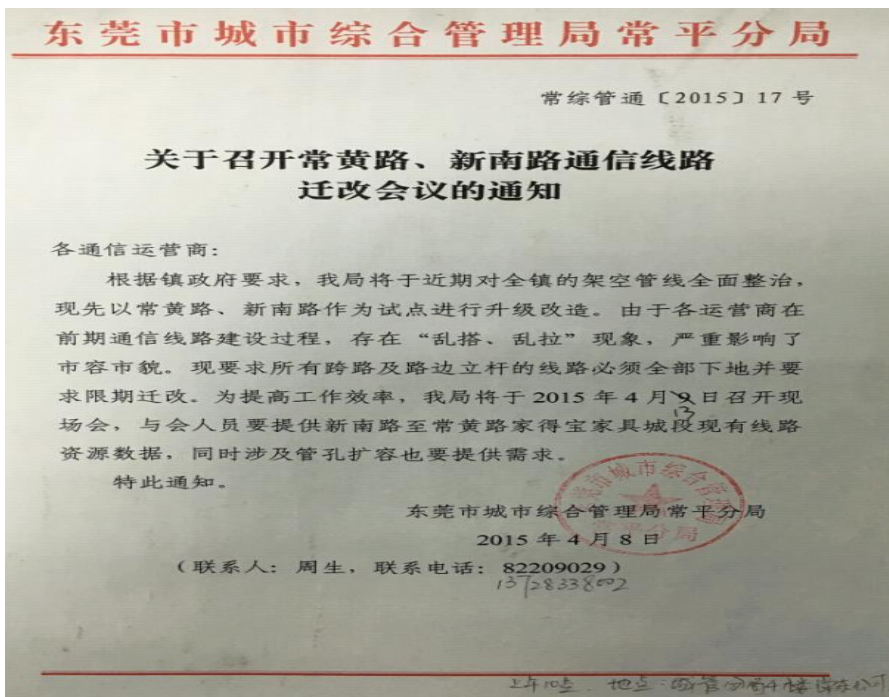 东莞市城市综合管理局常平分局
常综管通〔2015〕17 号
关于召开常黄路、新南路通信线路
迁改会议的通知
各通信运营商：
根据镇政府要求，我局将于近期对全镇的架空管线全面整治，
现先以常黄路、新南路作为试点进行升级改造。由于各运营商在
前期通信线路建设过程，存在“乱搭、乱拉”现象，严重影响了
市容市貌。现要求所有跨路及路边立杆的线路必须全部下地并要
求限期迁改。为提高工作效率，我局将于 2015 年 4 月 9 日召开现
13
场会，与会人员要提供新南路至常黄路家得宝家具城段现有线路
资源数据，同时涉及管孔扩容也要提供需求。
特此通知。
东莞市城市综合管理局常平分局
2015 年 4 月 8 日
（联系人：周生，联系电话：82209029）
13728338002
上午10点 地点：城管分局4楼